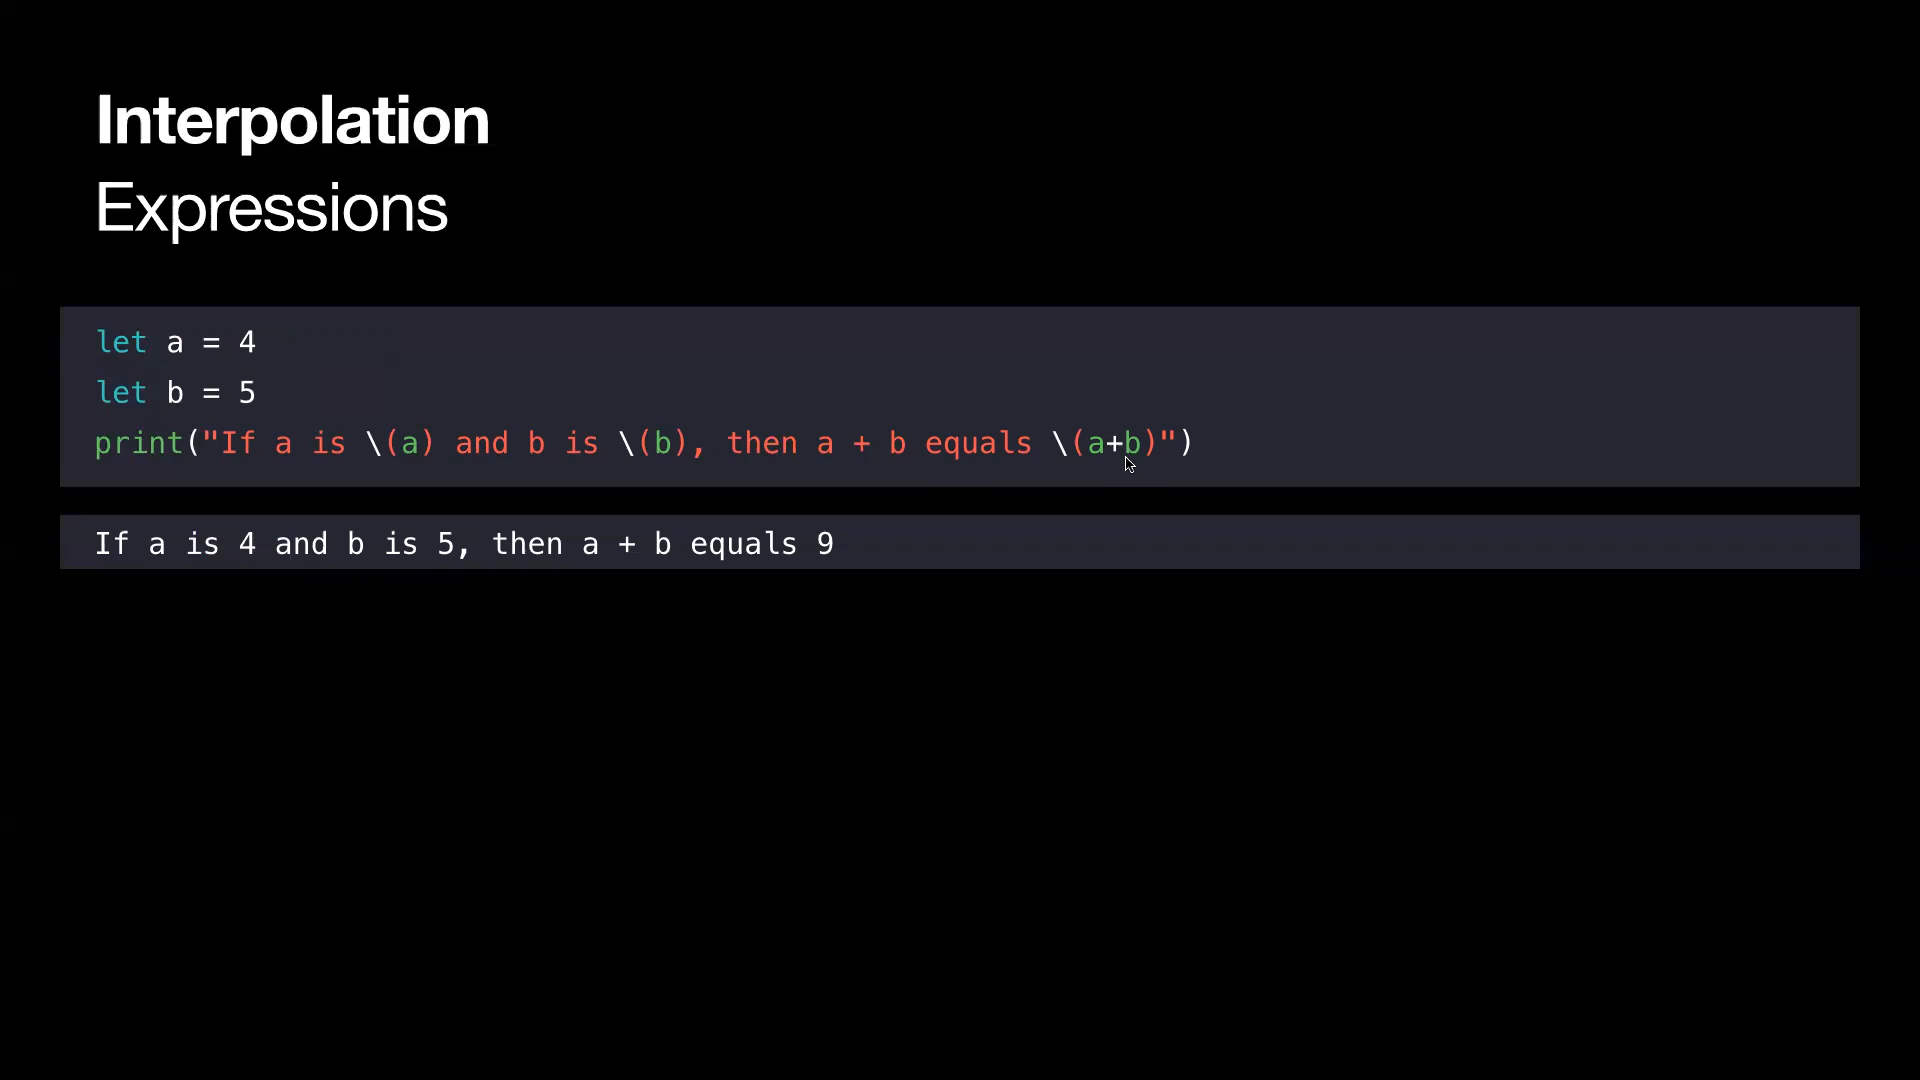 Interpolation
Expressions
let a = 4
let b = 5
print("If a is \(a) and b is \(b), then a + b equals \(a+b)")
If a is 4 and b is 5, then a + b equals 9